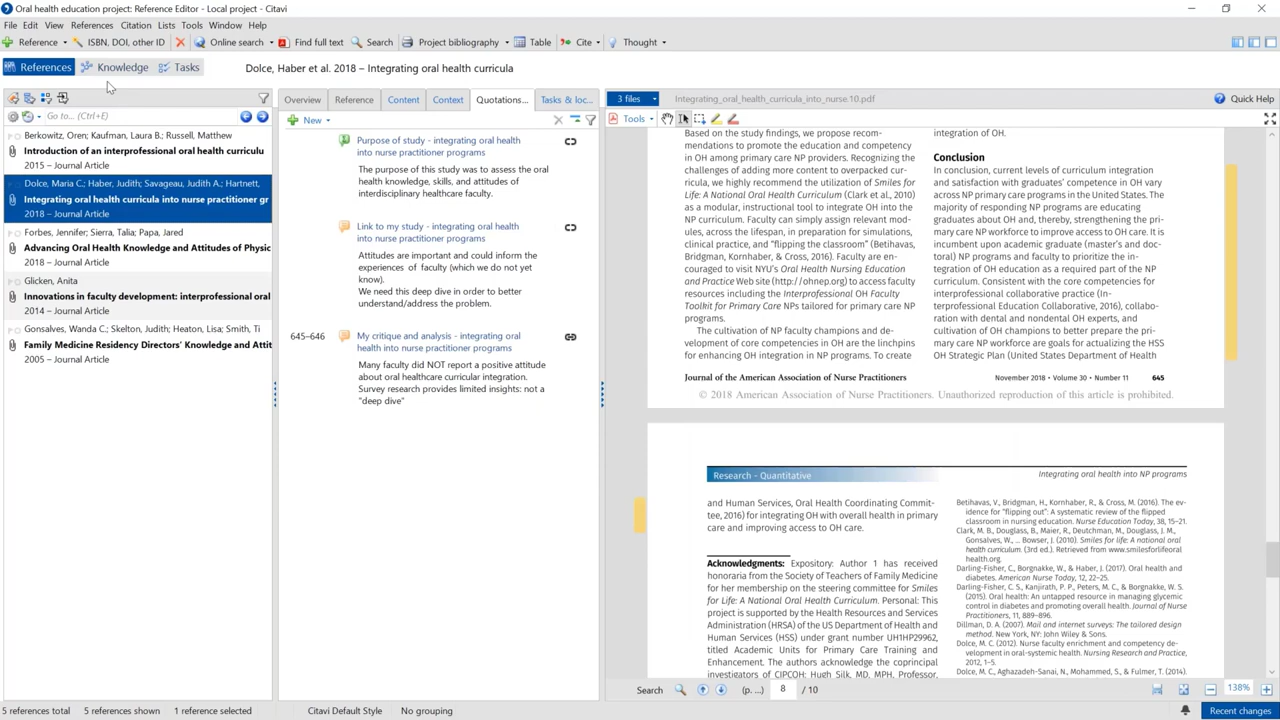 Oral health education project: Reference Editor - Local project - Citavi
File Edit View References Citation Lists Tools Window Help
Reference ISBN, DOI, other ID Online search Find full text Search Project bibliography Table Cite Thought
References Knowledge Tasks
Dolce, Haber et al. 2018 – Integrating oral health curricula
Go to... (Ctrl+E)
Berkowitz, Oren; Kaufman, Laura B.; Russell, Matthew
Introduction of an interprofessional oral health curriculu
2015 – Journal Article
Dolce, Maria C.; Haber, Judith; Savageau, Judith A.; Hartnett,
Integrating oral health curricula into nurse practitioner gr
2018 – Journal Article
Forbes, Jennifer; Sierra, Talia; Papa, Jared
Advancing Oral Health Knowledge and Attitudes of Physic
2018 – Journal Article
Glicken, Anita
Innovations in faculty development: interprofessional oral
2014 – Journal Article
Gonsalves, Wanda C.; Skelton, Judith; Heaton, Lisa; Smith, Ti
Family Medicine Residency Directors' Knowledge and Attit
2005 – Journal Article
Overview Reference Content Context Quotations... Tasks & loc...
New
Purpose of study - integrating oral health
into nurse practitioner programs
The purpose of this study was to assess the oral
health knowledge, skills, and attitudes of
interdisciplinary healthcare faculty.
Link to my study - integrating oral health
into nurse practitioner programs
Attitudes are important and could inform the
experiences of faculty (which we do not yet
know).
We need this deep dive in order to better
understand/address the problem.
645–646
My critique and analysis - integrating oral
health into nurse practitioner programs
Many faculty did NOT report a positive attitude
about oral healthcare curricular integration.
Survey research provides limited insights: not a
"deep dive"
3 files
Integrating_oral_health_curricula_into_nurse.10.pdf
Quick Help
Tools
Based on the study findings, we propose recom-
mendations to promote the education and competency
in OH among primary care NP providers. Recognizing the
challenges of adding more content to overpacked cur-
ricula, we highly recommend the utilization of Smiles for
Life: A National Oral Health Curriculum (Clark et al., 2010)
as a modular, instructional tool to integrate OH into the
NP curriculum. Faculty can simply assign relevant mod-
ules, across the lifespan, in preparation for simulations,
clinical practice, and “flipping the classroom” (Betihavas,
Bridgman, Kornhaber, & Cross, 2016). Faculty are en-
couraged to visit NYU's Oral Health Nursing Education
and Practice Web site (http://ohnep.org) to access faculty
resources including the Interprofessional OH Faculty
Toolkit for Primary Care NPs tailored for primary care NP
programs.
The cultivation of NP faculty champions and de-
velopment of core competencies in OH are the linchpins
for enhancing OH integration in NP programs. To create
integration of OH.
Conclusion
In conclusion, current levels of curriculum integration
and satisfaction with graduates' competence in OH vary
across NP primary care programs in the United States. The
majority of responding NP programs are educating
graduates about OH and, thereby, strengthening the pri-
mary care NP workforce to improve access to OH care. It is
incumbent upon academic graduate (master's and doc-
toral) NP programs and faculty to prioritize the in-
tegration of OH education as a required part of the NP
curriculum. Consistent with the core competencies for
interprofessional collaborative practice (In-
terprofessional Education Collaborative, 2016), collabo-
ration with dental and nondental OH experts, and
cultivation of OH champions to better prepare the pri-
mary care NP workforce are goals for actualizing the HSS
OH Strategic Plan (United States Department of Health
Journal of the American Association of Nurse Practitioners
November 2018 • Volume 30 • Number 11 645
© 2018 American Association of Nurse Practitioners. Unauthorized reproduction of this article is prohibited.
Research - Quantitative
Integrating oral health into NP programs
and Human Services, Oral Health Coordinating Commit-
tee, 2016) for integrating OH with overall health in primary
care and improving access to OH care.
Acknowledgments: Expository: Author 1 has received
honoraria from the Society of Teachers of Family Medicine
for her membership on the steering committee for Smiles
for Life: A National Oral Health Curriculum. Personal: This
project is supported by the Health Resources and Services
Administration (HRSA) of the US Department of Health and
Human Services (HSS) under grant number UH1HP29962,
titled Academic Units for Primary Care Training and
Enhancement. The authors acknowledge the coprincipal
investigators of CIPCOH: Hugh Silk, MD, MPH, Professor,
Betihavas, V., Bridgman, H., Kornhaber, R., & Cross, M. (2016). The ev-
idence for “flipping out”: A systematic review of the flipped
classroom in nursing education. Nurse Education Today, 38, 15–21.
Clark, M. B., Douglass, B., Maier, R., Deutchman, M., Douglass, J. M.,
Gonsalves, W., ... Bowser, J. (2010). Smiles for life: A national oral
health curriculum. (3rd ed.). Retrieved from www.smilesforlifeoral
health.org.
Darling-Fisher, C., Borgnakke, W., & Haber, J. (2017). Oral health and
diabetes. American Nurse Today, 12, 22–25.
Darling-Fisher, C. S., Kanjirath, P. P., Peters, M. C., & Borgnakke, W. S.
(2015). Oral health: An untapped resource in managing glycemic
control in diabetes and promoting overall health. Journal of Nurse
Practitioners, 11, 889–896.
Dillman, D. A. (2007). Mail and internet surveys: The tailored design
method. New York, NY: John Wiley & Sons.
Dolce, M. C. (2012). Nurse faculty enrichment and competency de-
velopment in oral-systemic health. Nursing Research and Practice,
2012, 1–5.
Dolce, M. C., Aghazadeh-Sanai, N., Mohammed, S., & Fulmer, T. (2014).
Search (p. ...) 8 / 10 138%
5 references total 5 references shown 1 reference selected Citavi Default Style No grouping Recent changes